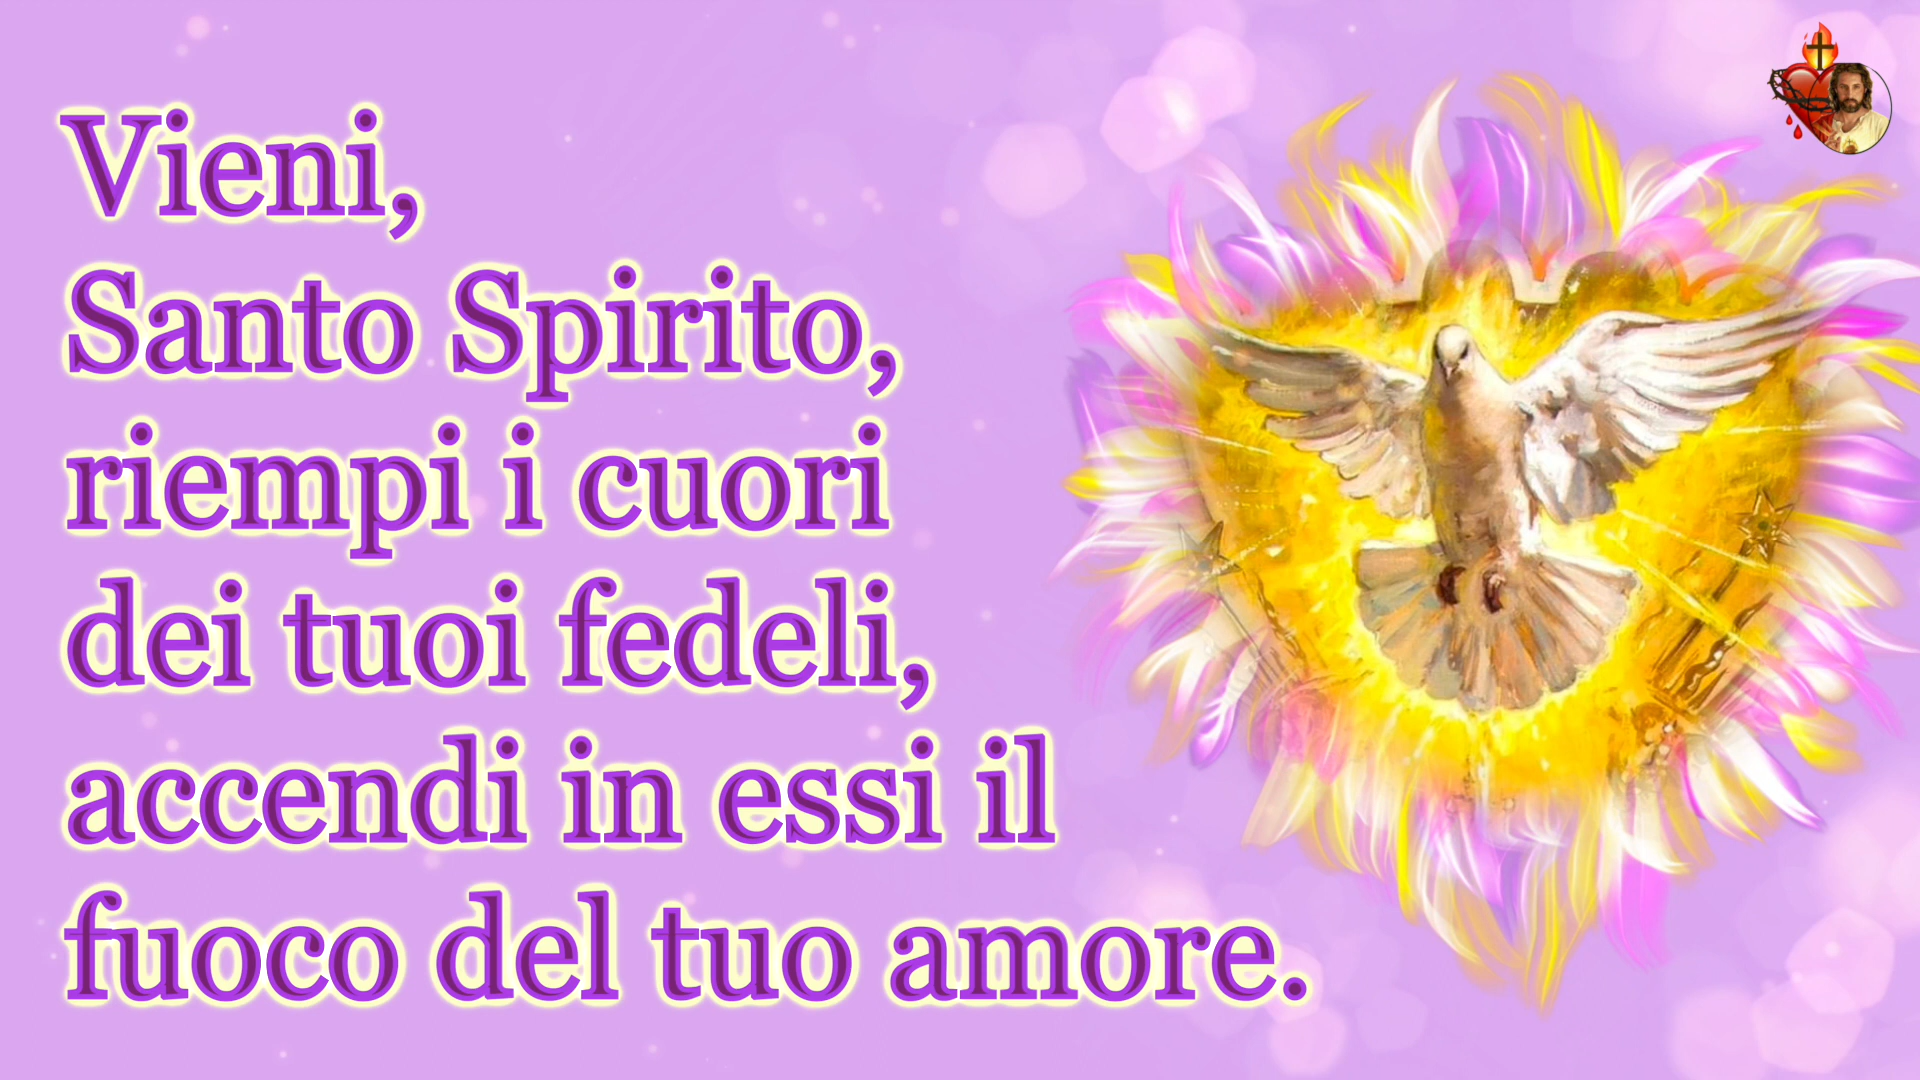 Vieni,
Santo Spirito,
riempi i cuori
dei tuoi fedeli,
accendi in essi il
fuoco del tuo amore.